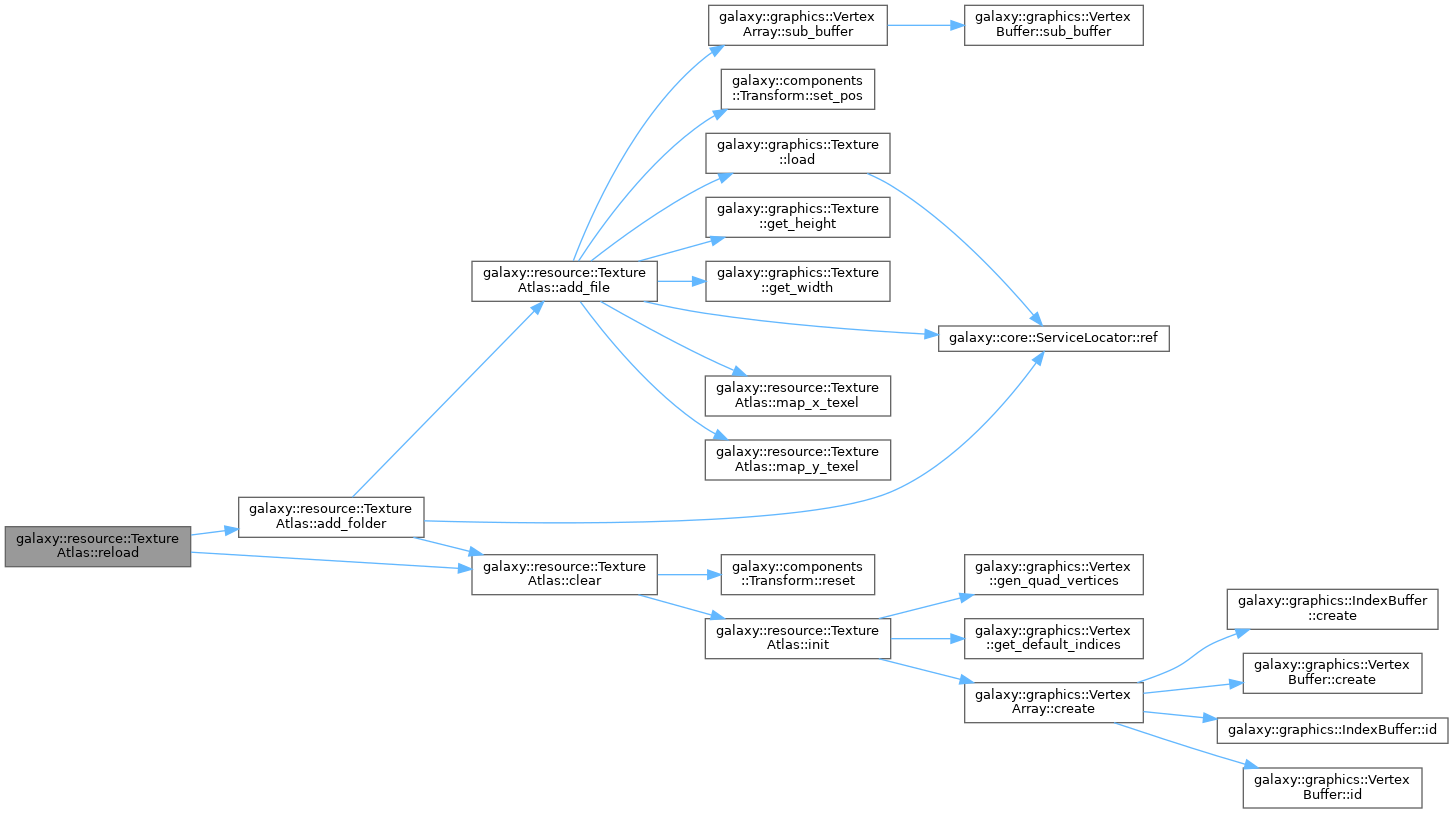 galaxy::graphics::Vertex
Array::sub_buffer
galaxy::graphics::Vertex
Buffer::sub_buffer
galaxy::components
::Transform::set_pos
galaxy::graphics::Texture
::load
galaxy::graphics::Texture
::get_height
galaxy::resource::Texture
Atlas::add_file
galaxy::graphics::Texture
::get_width
galaxy::core::ServiceLocator::ref
galaxy::resource::Texture
Atlas::map_x_texel
galaxy::resource::Texture
Atlas::map_y_texel
galaxy::resource::Texture
Atlas::add_folder
galaxy::resource::Texture
Atlas::reload
galaxy::resource::Texture
Atlas::clear
galaxy::components
::Transform::reset
galaxy::graphics::Vertex
::gen_quad_vertices
galaxy::resource::Texture
Atlas::init
galaxy::graphics::Vertex
::get_default_indices
galaxy::graphics::IndexBuffer
::create
galaxy::graphics::Vertex
Buffer::create
galaxy::graphics::Vertex
Array::create
galaxy::graphics::IndexBuffer::id
galaxy::graphics::Vertex
Buffer::id